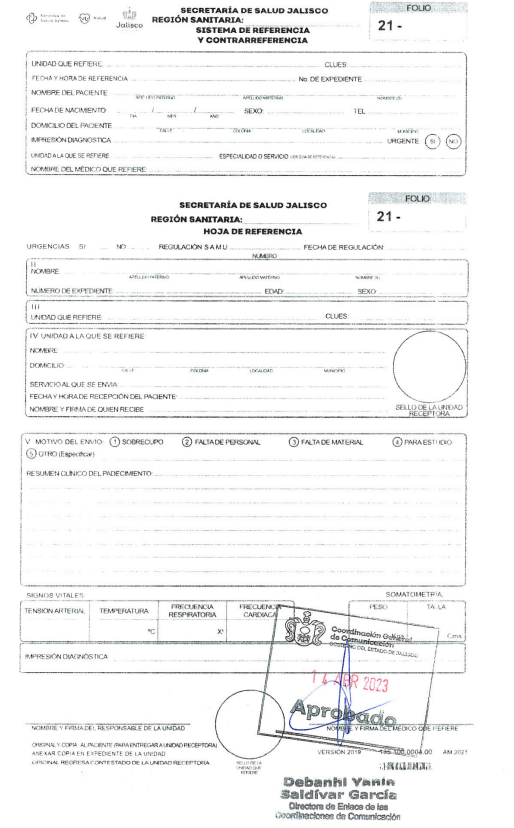 Jalisco
SECRETARÍA DE SALUD JALISCO
REGIÓN SANITARIA:
SISTEMA DE REFERENCIA
Y CONTRARREFERENCIA
FOLIO
21 -
UNIDAD QUE REFIERE CLUES:
FECHA Y HORA DE REFERENCIA No. DE EXPEDIENTE
NOMBRE DEL PACIENTE
APELLIDO PATERNO APELLIDO MATERNO NOMBRE (S)
FECHA DE NACIMIENTO: / / SEXO: TEL
DIA MES AÑO
DOMICILIO DEL PACIENTE
CALLE COLONIA LOCALIDAD MUNICIPIO
IMPRESIÓN DIAGNOSTICA URGENTE SI NO
UNIDAD A LA QUE SE REFIERE ESPECIALIDAD O SERVICIO
NOMBRE DEL MÉDICO QUE REFIERE:
SECRETARÍA DE SALUD JALISCO
REGIÓN SANITARIA:
HOJA DE REFERENCIA
FOLIO
21 -
URGENCIAS SI NO REGULACIÓN S A M U FECHA DE REGULACIÓN:
NUMERO
II
NOMBRE
APELLIDO PATERNO APELLIDO MATERNO NOMBRE (S)
NÚMERO DE EXPEDIENTE: EDAD: SEXO:
III
UNIDAD QUE REFIERE: CLUES:
IV UNIDAD A LA QUE SE REFIERE:
NOMBRE
DOMICILIO
CALLE COLONIA LOCALIDAD MUNICIPIO
SERVICIO AL QUE SE ENVIA:
FECHA Y HORA DE RECEPCIÓN DEL PACIENTE:
NOMBRE Y FIRMA DE QUIEN RECIBE
SELLO DE LA UNIDAD
RECEPTORA
V MOTIVO DEL ENVIO: 1 SOBRECUPO 2 FALTA DE PERSONAL 3 FALTA DE MATERIAL 4 PARA ESTUDIO
5 OTRO (Especificar)
RESUMEN CLÍNICO DEL PADECIMIENTO:
SIGNOS VITALES SOMATOMETRIA
TENSION ARTERIAL TEMPERATURA FRECUENCIA RESPIRATORIA FRECUENCIA CARDIACA PESO TALLA
ºC X' Cms
Coordinación General
de Comunicación
GOBIERNO DEL ESTADO DE JALISCO
IMPRESIÓN DIAGNÓSTICA
14 ABR 2023
Aprobado
NOMBRE Y FIRMA DEL RESPONSABLE DE LA UNIDAD
NOMBRE Y FIRMA DEL MÉDICO QUE REFIERE
ORIGINAL Y COPIA AL PACIENTE (PARA ENTREGAR A UNIDAD RECEPTORA)
ANEXAR COPIA EN EXPEDIENTE DE LA UNIDAD
ORIGINAL REGRESA CONTESTADO DE LA UNIDAD RECEPTORA
SELLO DE LA
UNIDAD QUE
REFIERE
VERSIÓN 2019 AM 2021
Debanhi Yania
Saldívar García
Directora de Enlace de las
Coordinaciones de Comunicación